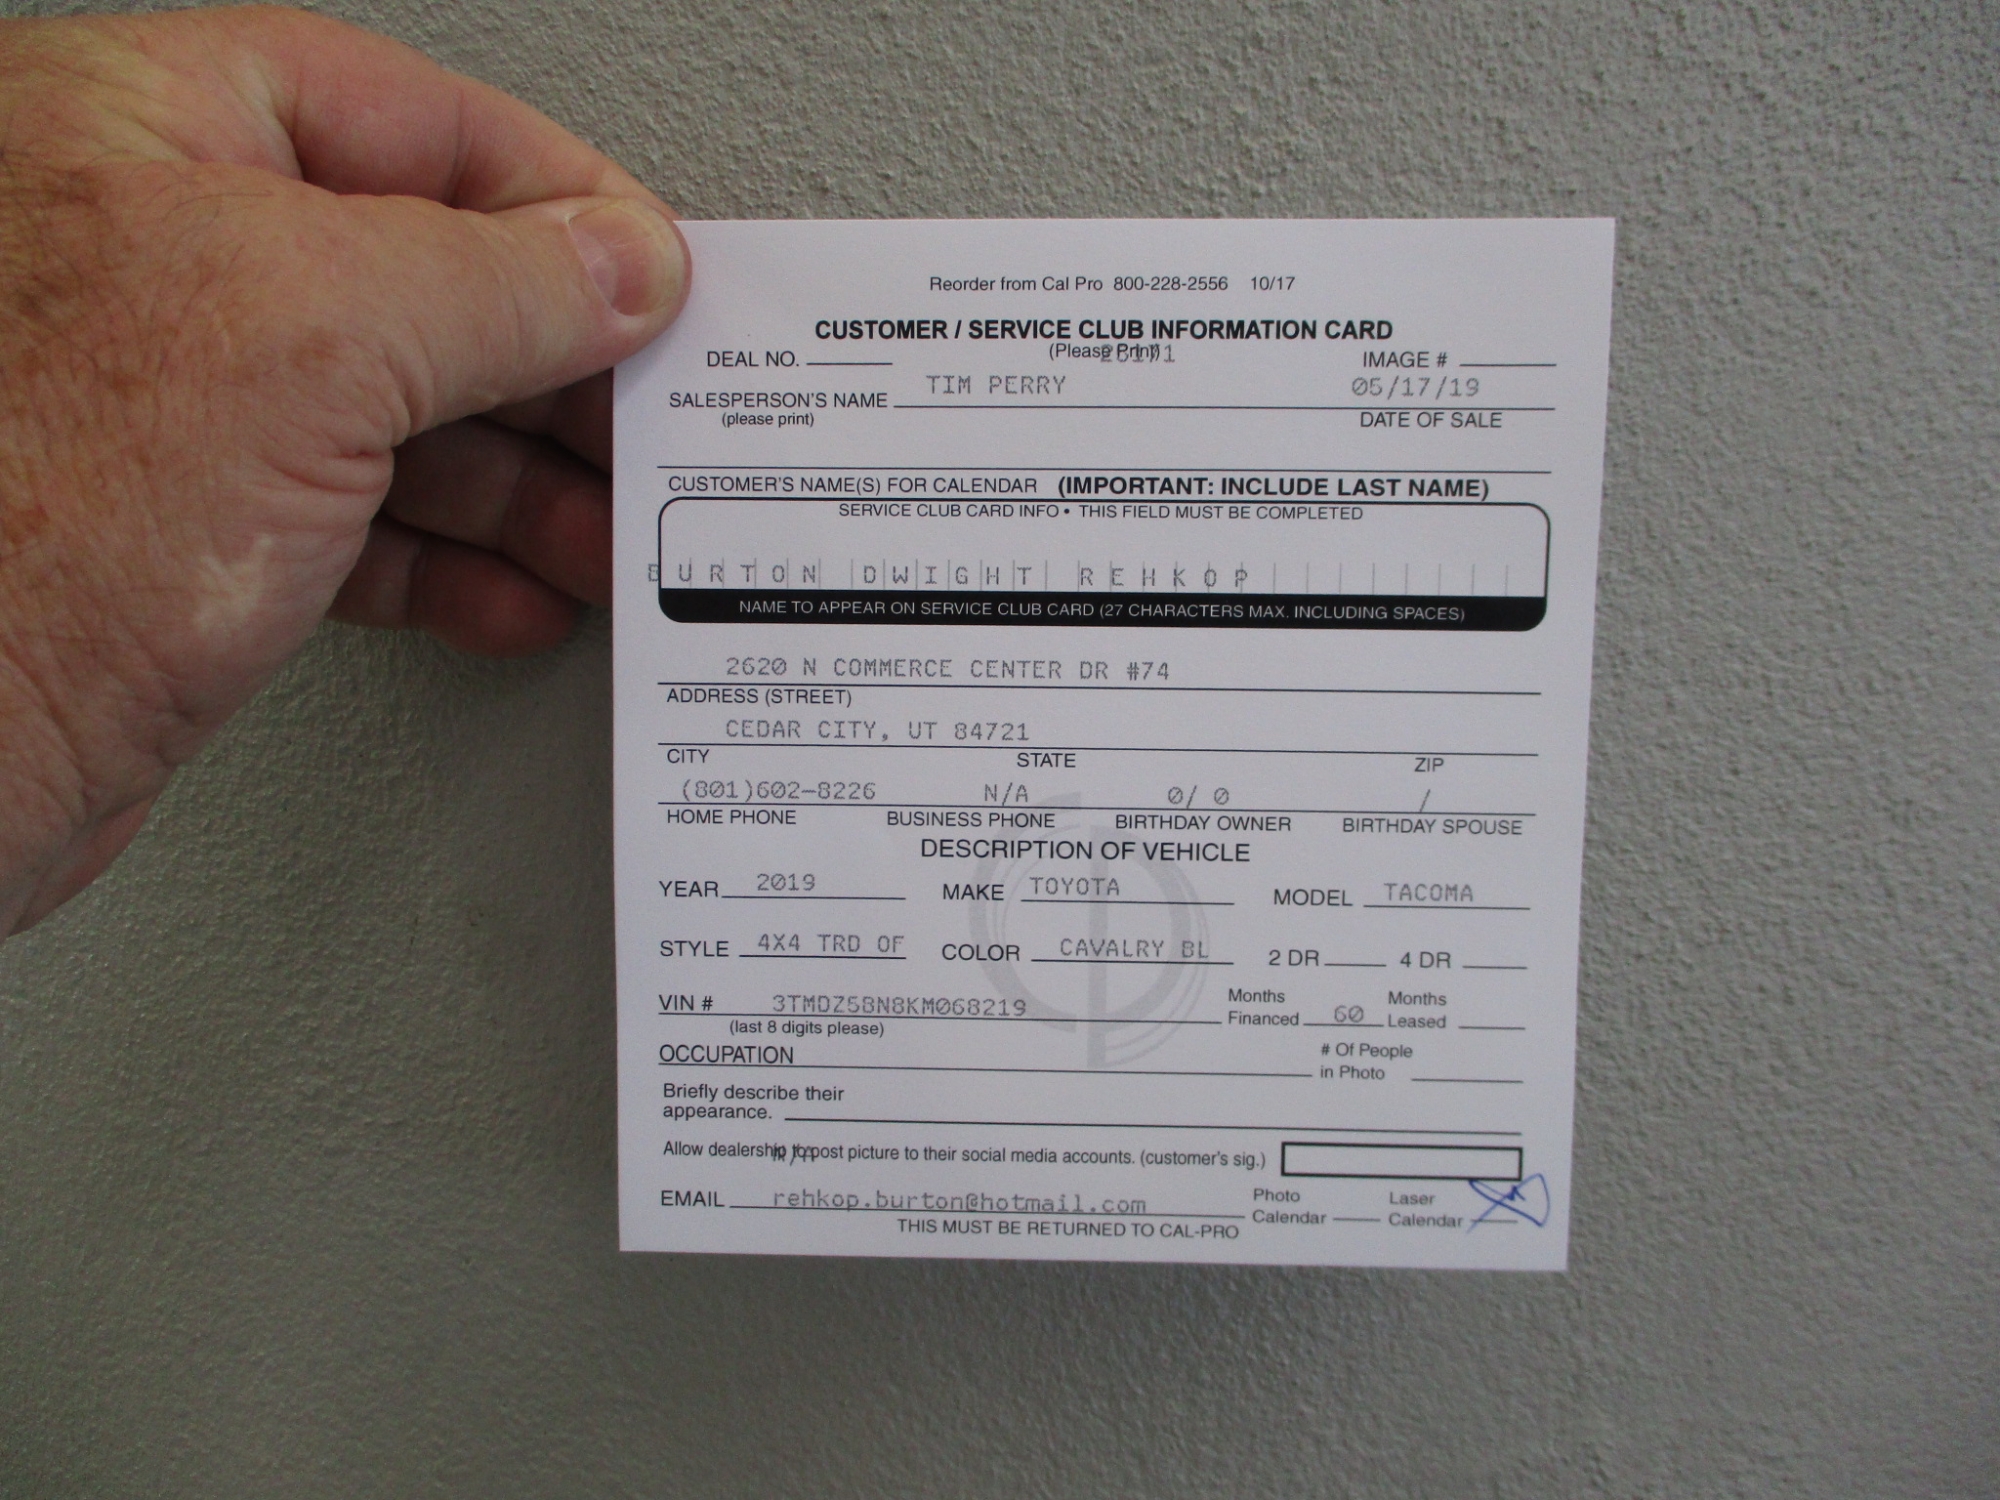 Reorder from Cal Pro 800-228-2556 10/17
CUSTOMER / SERVICE CLUB INFORMATION CARD
(Please Print)
DEAL NO. IMAGE #
TIM PERRY 05/17/19
SALESPERSON'S NAME
(please print) DATE OF SALE
CUSTOMER'S NAME(S) FOR CALENDAR (IMPORTANT: INCLUDE LAST NAME)
SERVICE CLUB CARD INFO • THIS FIELD MUST BE COMPLETED
BURTON DWIGHT REHKOP
NAME TO APPEAR ON SERVICE CLUB CARD (27 CHARACTERS MAX. INCLUDING SPACES)
2620 N COMMERCE CENTER DR #74
ADDRESS (STREET)
CEDAR CITY, UT 84721
CITY STATE ZIP
(801)602-8226 N/A 0/ 0 /
HOME PHONE BUSINESS PHONE BIRTHDAY OWNER BIRTHDAY SPOUSE
DESCRIPTION OF VEHICLE
YEAR 2019 MAKE TOYOTA MODEL TACOMA
STYLE 4X4 TRD OF COLOR CAVALRY BL 2 DR 4 DR
VIN # 3TMDZ5BN8KM068219 Months Financed 60 Months Leased
(last 8 digits please)
OCCUPATION # Of People in Photo
Briefly describe their
appearance.
Allow dealership to post picture to their social media accounts. (customer's sig.)
EMAIL rehkop.burton@hotmail.com Photo Calendar Laser Calendar
THIS MUST BE RETURNED TO CAL-PRO